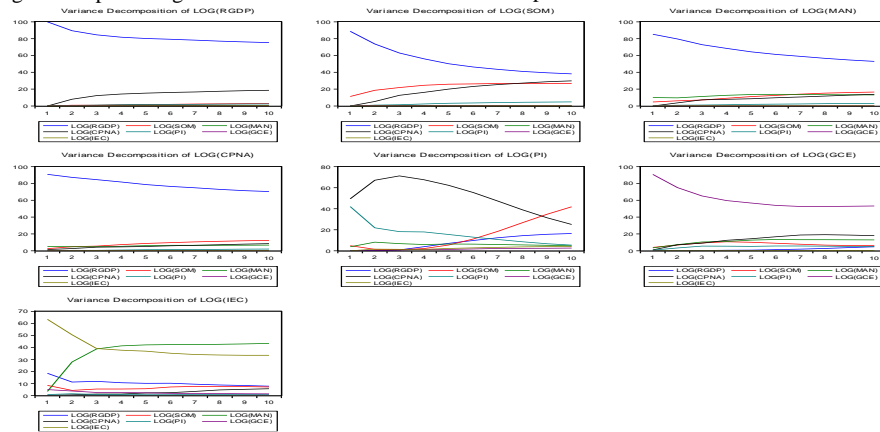 Variance Decomposition of LOG(RGDP)
100
80
60
40
20
0
1 2 3 4 5 6 7 8 9 10
LOG(RGDP) LOG(SOM) LOG(MAN)
LOG(CPNA) LOG(PI) LOG(GCE)
LOG(IEC)
Variance Decomposition of LOG(SOM)
100
80
60
40
20
0
1 2 3 4 5 6 7 8 9 10
LOG(RGDP) LOG(SOM) LOG(MAN)
LOG(CPNA) LOG(PI) LOG(GCE)
LOG(IEC)
Variance Decomposition of LOG(MAN)
100
80
60
40
20
0
1 2 3 4 5 6 7 8 9 10
LOG(RGDP) LOG(SOM) LOG(MAN)
LOG(CPNA) LOG(PI) LOG(GCE)
LOG(IEC)
Variance Decomposition of LOG(CPNA)
100
80
60
40
20
0
1 2 3 4 5 6 7 8 9 10
LOG(RGDP) LOG(SOM) LOG(MAN)
LOG(CPNA) LOG(PI) LOG(GCE)
LOG(IEC)
Variance Decomposition of LOG(PI)
80
60
40
20
0
1 2 3 4 5 6 7 8 9 10
LOG(RGDP) LOG(SOM) LOG(MAN)
LOG(CPNA) LOG(PI) LOG(GCE)
LOG(IEC)
Variance Decomposition of LOG(GCE)
100
80
60
40
20
0
1 2 3 4 5 6 7 8 9 10
LOG(RGDP) LOG(SOM) LOG(MAN)
LOG(CPNA) LOG(PI) LOG(GCE)
LOG(IEC)
Variance Decomposition of LOG(IEC)
70
60
50
40
30
20
10
0
1 2 3 4 5 6 7 8 9 10
LOG(RGDP) LOG(SOM) LOG(MAN)
LOG(CPNA) LOG(PI) LOG(GCE)
LOG(IEC)